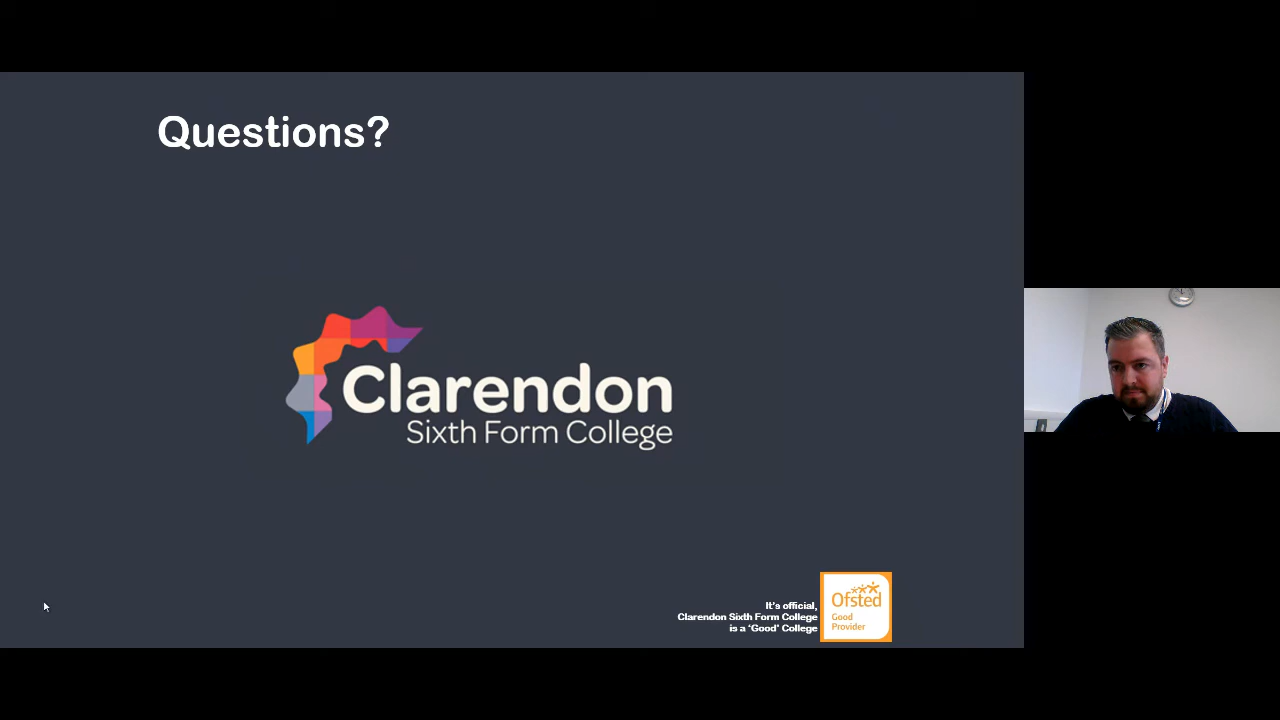 Questions?
Clarendon
Sixth Form College
It's official,
Clarendon Sixth Form College
is a 'Good' College
Ofsted
Good
Provider